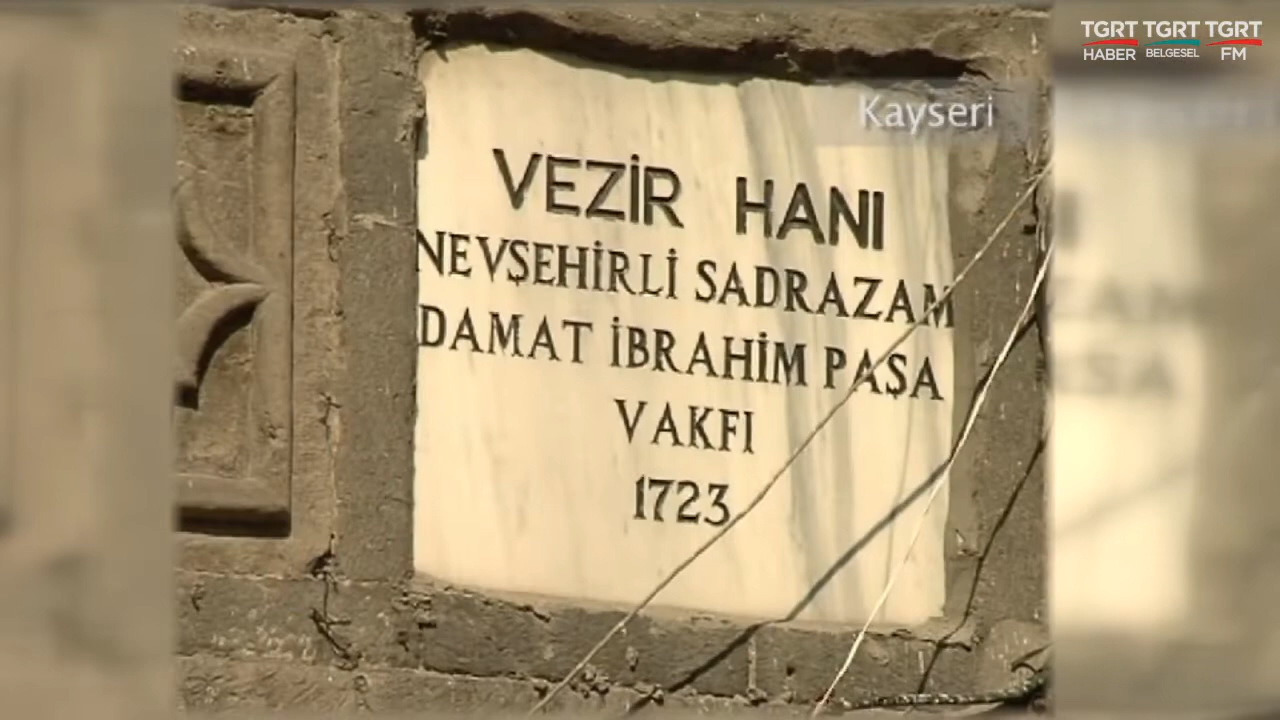 TGRT TGRT TGRT
HABER BELGESEL FM
Kayseri
VEZİR HANI
NEVŞEHİRLİ SADRAZAM
DAMAT İBRAHİM PAŞA
VAKFI
1723